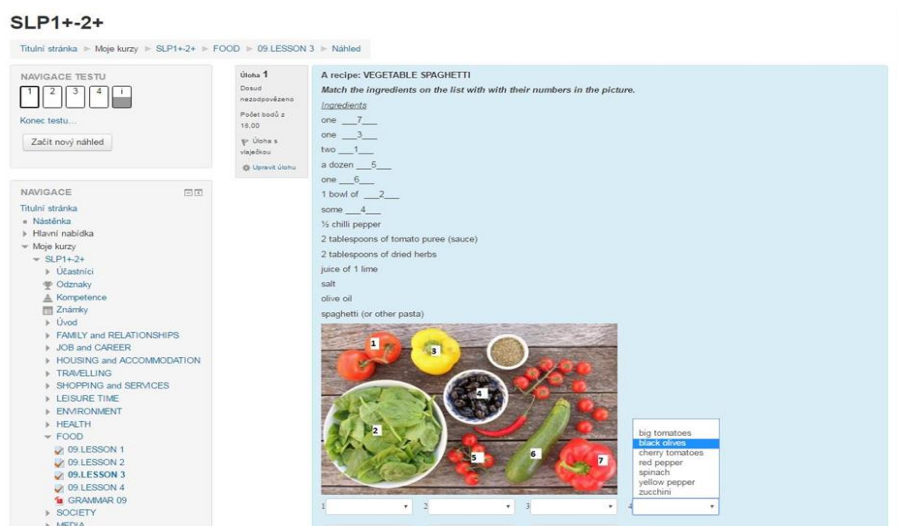 SLP1+-2+
Titulní stránka ► Moje kurzy ► SLP1+-2+ ► FOOD ► 09.LESSON 3 ► Náhled
NAVIGACE TESTU
1 2 3 4 i
Konec testu...
Začít nový náhled
NAVIGACE
Titulní stránka
Nástěnka
Hlavní nabídka
Moje kurzy
SLP1+-2+
Účastníci
Odznaky
Kompetence
Známky
Úvod
FAMILY and RELATIONSHIPS
JOB and CAREER
HOUSING and ACCOMMODATION
TRAVELLING
SHOPPING and SERVICES
LEISURE TIME
ENVIRONMENT
HEALTH
FOOD
09.LESSON 1
09.LESSON 2
09.LESSON 3
09.LESSON 4
GRAMMAR 09
SOCIETY
MEDIA
Úloha 1
Dosud
nezodpovězeno
Počet bodů z
16,00
Úloha s
vlaječkou
Upravit úlohu
A recipe: VEGETABLE SPAGHETTI
Match the ingredients on the list with with their numbers in the picture.
Ingredients
one ___7___
one ___3___
two ___1___
a dozen ___5___
one ___6___
1 bowl of ___2___
some ___4___
½ chilli pepper
2 tablespoons of tomato puree (sauce)
2 tablespoons of dried herbs
juice of 1 lime
salt
olive oil
spaghetti (or other pasta)
1
3
4
2
5
6
7
big tomatoes
black olives
cherry tomatoes
red pepper
spinach
yellow pepper
zucchini
1 2 3 4